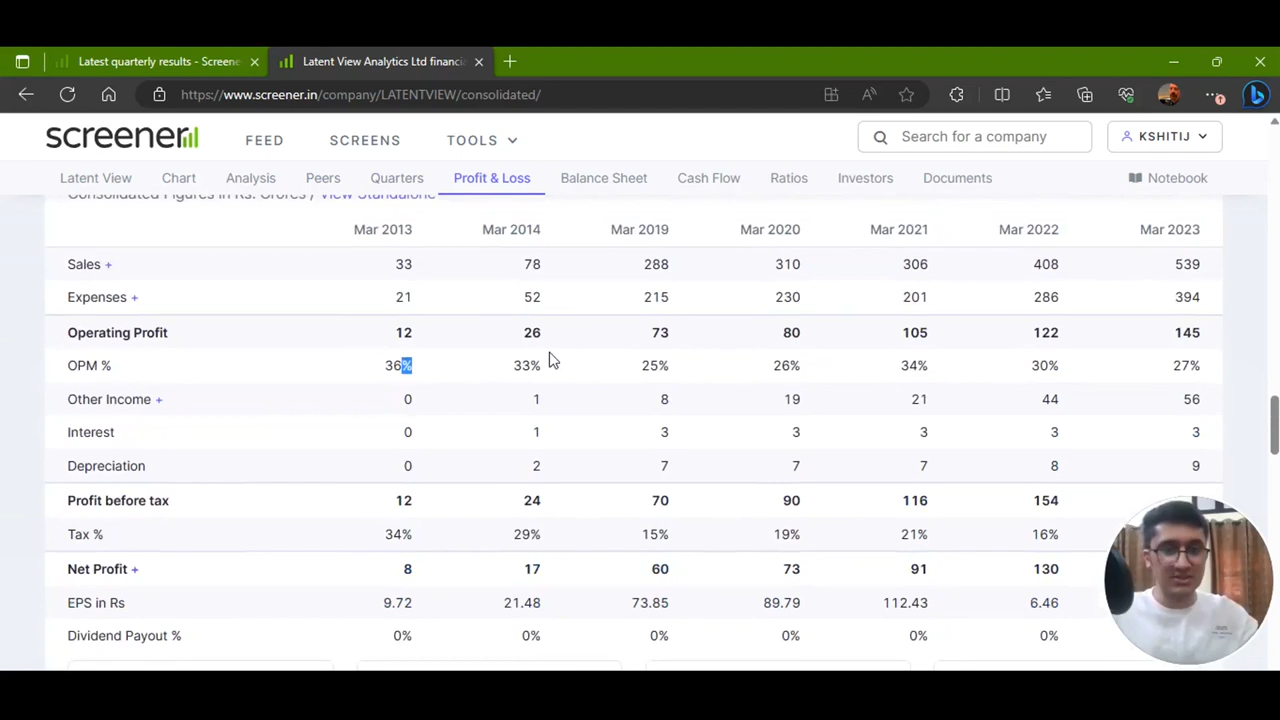 Latest quarterly results - Screene
Latent View Analytics Ltd financia
https://www.screener.in/company/LATENTVIEW/consolidated/
screener
FEED SCREENS TOOLS
Search for a company
KSHITIJ
Latent View Chart Analysis Peers Quarters Profit & Loss Balance Sheet Cash Flow Ratios Investors Documents Notebook
Consolidated Figures in Rs. Crores / View Standalone
Mar 2013 Mar 2014 Mar 2019 Mar 2020 Mar 2021 Mar 2022 Mar 2023
Sales + 33 78 288 310 306 408 539
Expenses + 21 52 215 230 201 286 394
Operating Profit 12 26 73 80 105 122 145
OPM % 36% 33% 25% 26% 34% 30% 27%
Other Income + 0 1 8 19 21 44 56
Interest 0 1 3 3 3 3 3
Depreciation 0 2 7 7 7 8 9
Profit before tax 12 24 70 90 116 154
Tax % 34% 29% 15% 19% 21% 16%
Net Profit + 8 17 60 73 91 130
EPS in Rs 9.72 21.48 73.85 89.79 112.43 6.46
Dividend Payout % 0% 0% 0% 0% 0% 0%